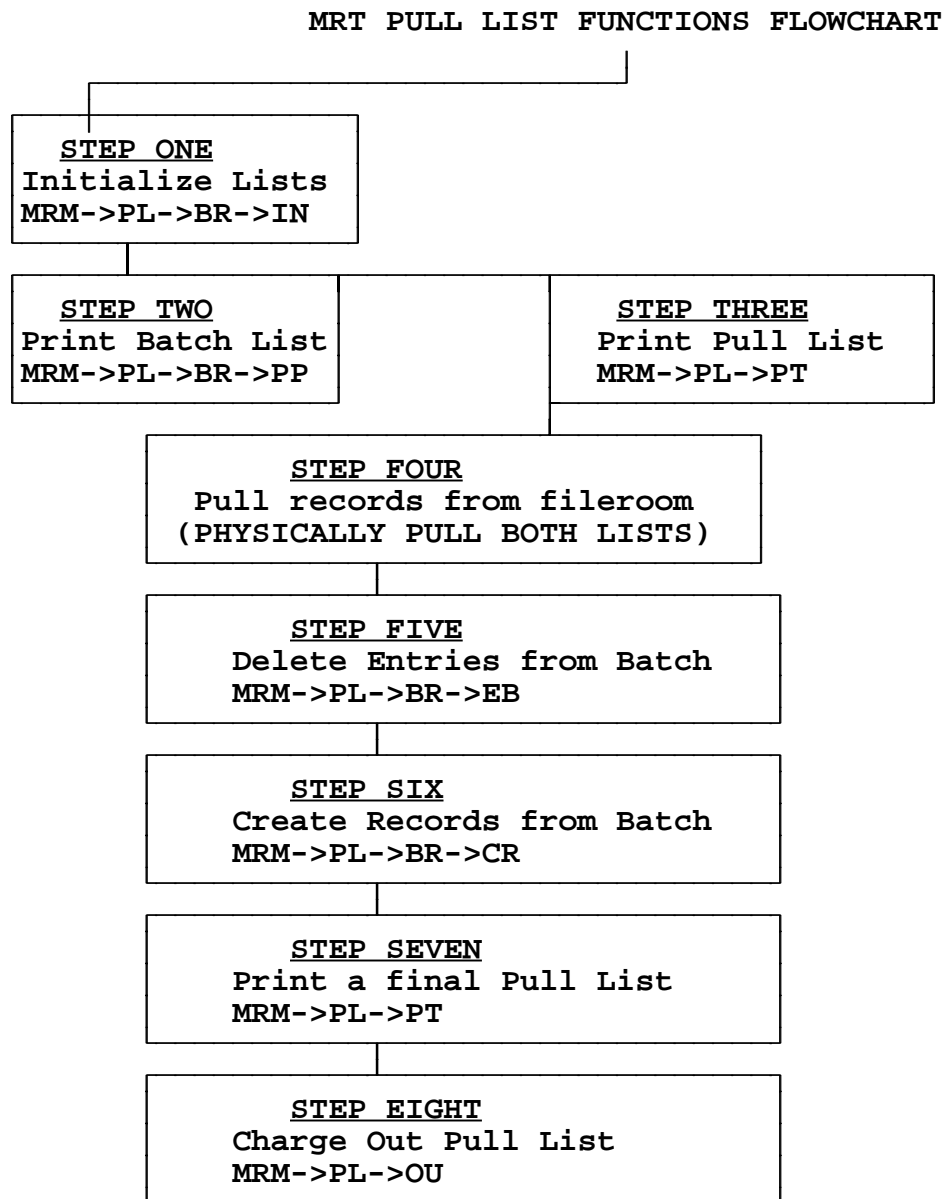 MRT PULL LIST FUNCTIONS FLOWCHART
STEP ONE
Initialize Lists
MRM->PL->BR->IN
STEP TWO
Print Batch List
MRM->PL->BR->PP
STEP THREE
Print Pull List
MRM->PL->PT
STEP FOUR
Pull records from fileroom
(PHYSICALLY PULL BOTH LISTS)
STEP FIVE
Delete Entries from Batch
MRM->PL->BR->EB
STEP SIX
Create Records from Batch
MRM->PL->BR->CR
STEP SEVEN
Print a final Pull List
MRM->PL->PT
STEP EIGHT
Charge Out Pull List
MRM->PL->OU